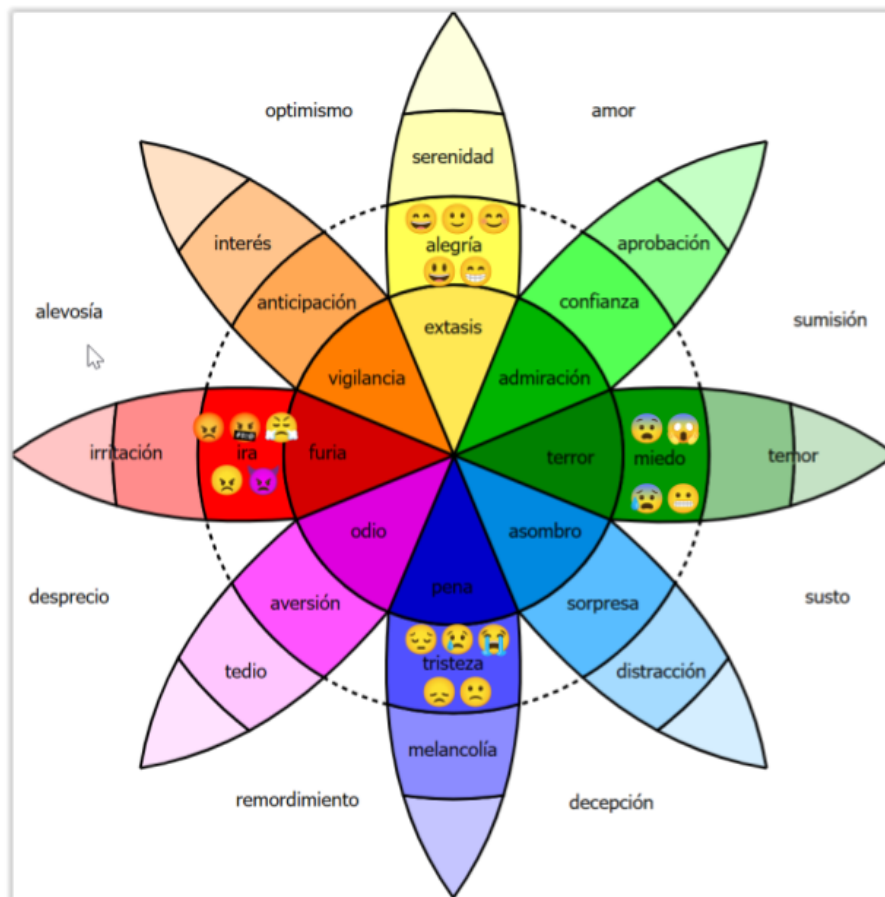 optimismo
amor
serenidad
interés
alegría
aprobación
anticipación
confianza
alevosía
extasis
sumisión
vigilancia
admiración
irritación
ira
furia
terror
miedo
temor
odio
asombro
pena
desprecio
aversión
sorpresa
susto
tedio
tristeza
distracción
melancolía
remordimiento
decepción